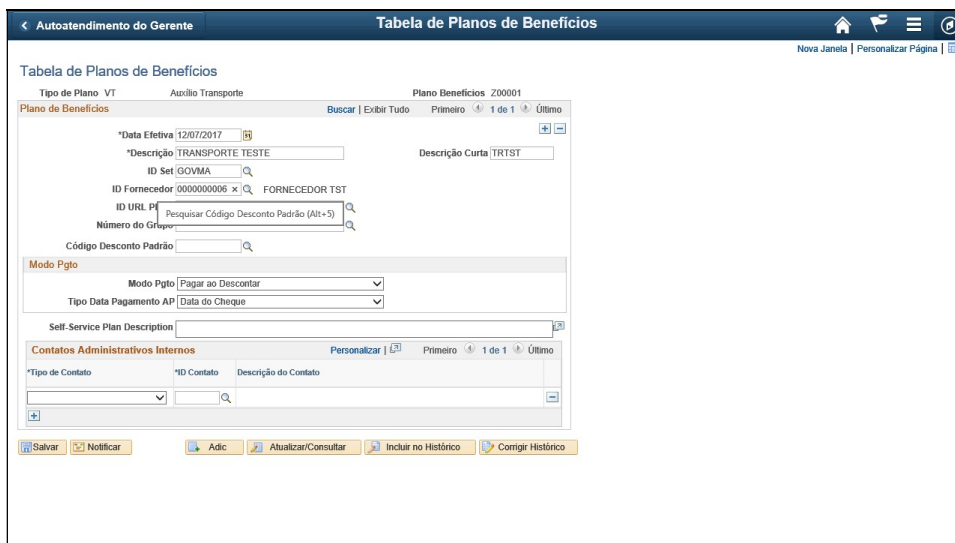 Autoatendimento do Gerente
Tabela de Planos de Benefícios
Nova Janela | Personalizar Página |
Tabela de Planos de Benefícios
Tipo de Plano VT Auxílio Transporte Plano Benefícios Z00001
Plano de Benefícios Buscar | Exibir Tudo Primeiro 1 de 1 Último
*Data Efetiva 12/07/2017
*Descrição TRANSPORTE TESTE Descrição Curta TRTST
ID Set GOVMA
ID Fornecedor 0000000006 × FORNECEDOR TST
ID URL
Pesquisar Código Desconto Padrão (Alt+5)
Número do Grupo
Código Desconto Padrão
Modo Pgto
Modo Pgto Pagar ao Descontar
Tipo Data Pagamento AP Data do Cheque
Self-Service Plan Description
Contatos Administrativos Internos Personalizar | Primeiro 1 de 1 Último
*Tipo de Contato *ID Contato Descrição do Contato
Salvar Notificar Adic Atualizar/Consultar Incluir no Histórico Corrigir Histórico